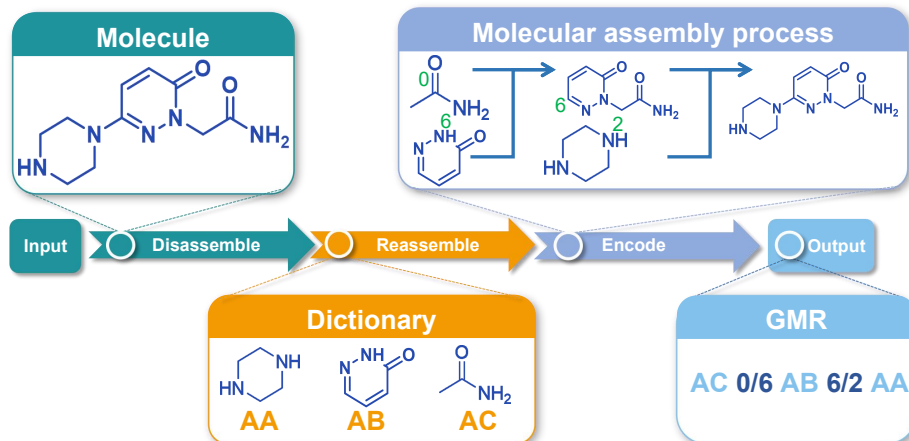 Molecule
O
O
N
N
N
NH₂
HN
Molecular assembly process
O
0
NH₂
6
NH
N
O
O
O
6
N
N
NH₂
2
NH
HN
O
O
N
N
N
NH₂
HN
Input
Disassemble
Reassemble
Encode
Output
Dictionary
NH
HN
NH
N
O
O
NH₂
AA
AB
AC
GMR
AC 0/6 AB 6/2 AA